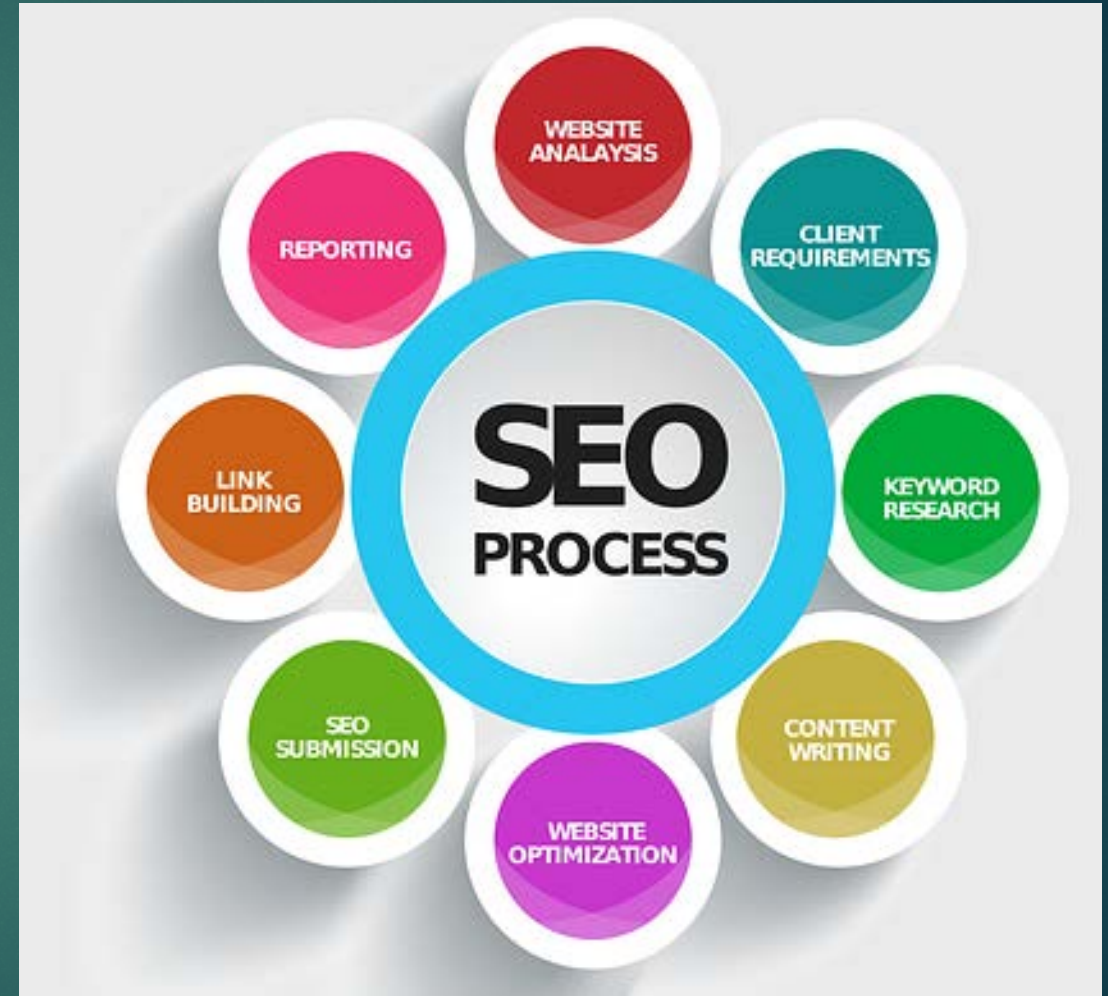 WEBSITE
ANALAYSIS
CLIENT
REQUIREMENTS
KEYWORD
RESEARCH
CONTENT
WRITING
WEBSITE
OPTIMIZATION
SEO
SUBMISSION
LINK
BUILDING
REPORTING
SEO
PROCESS